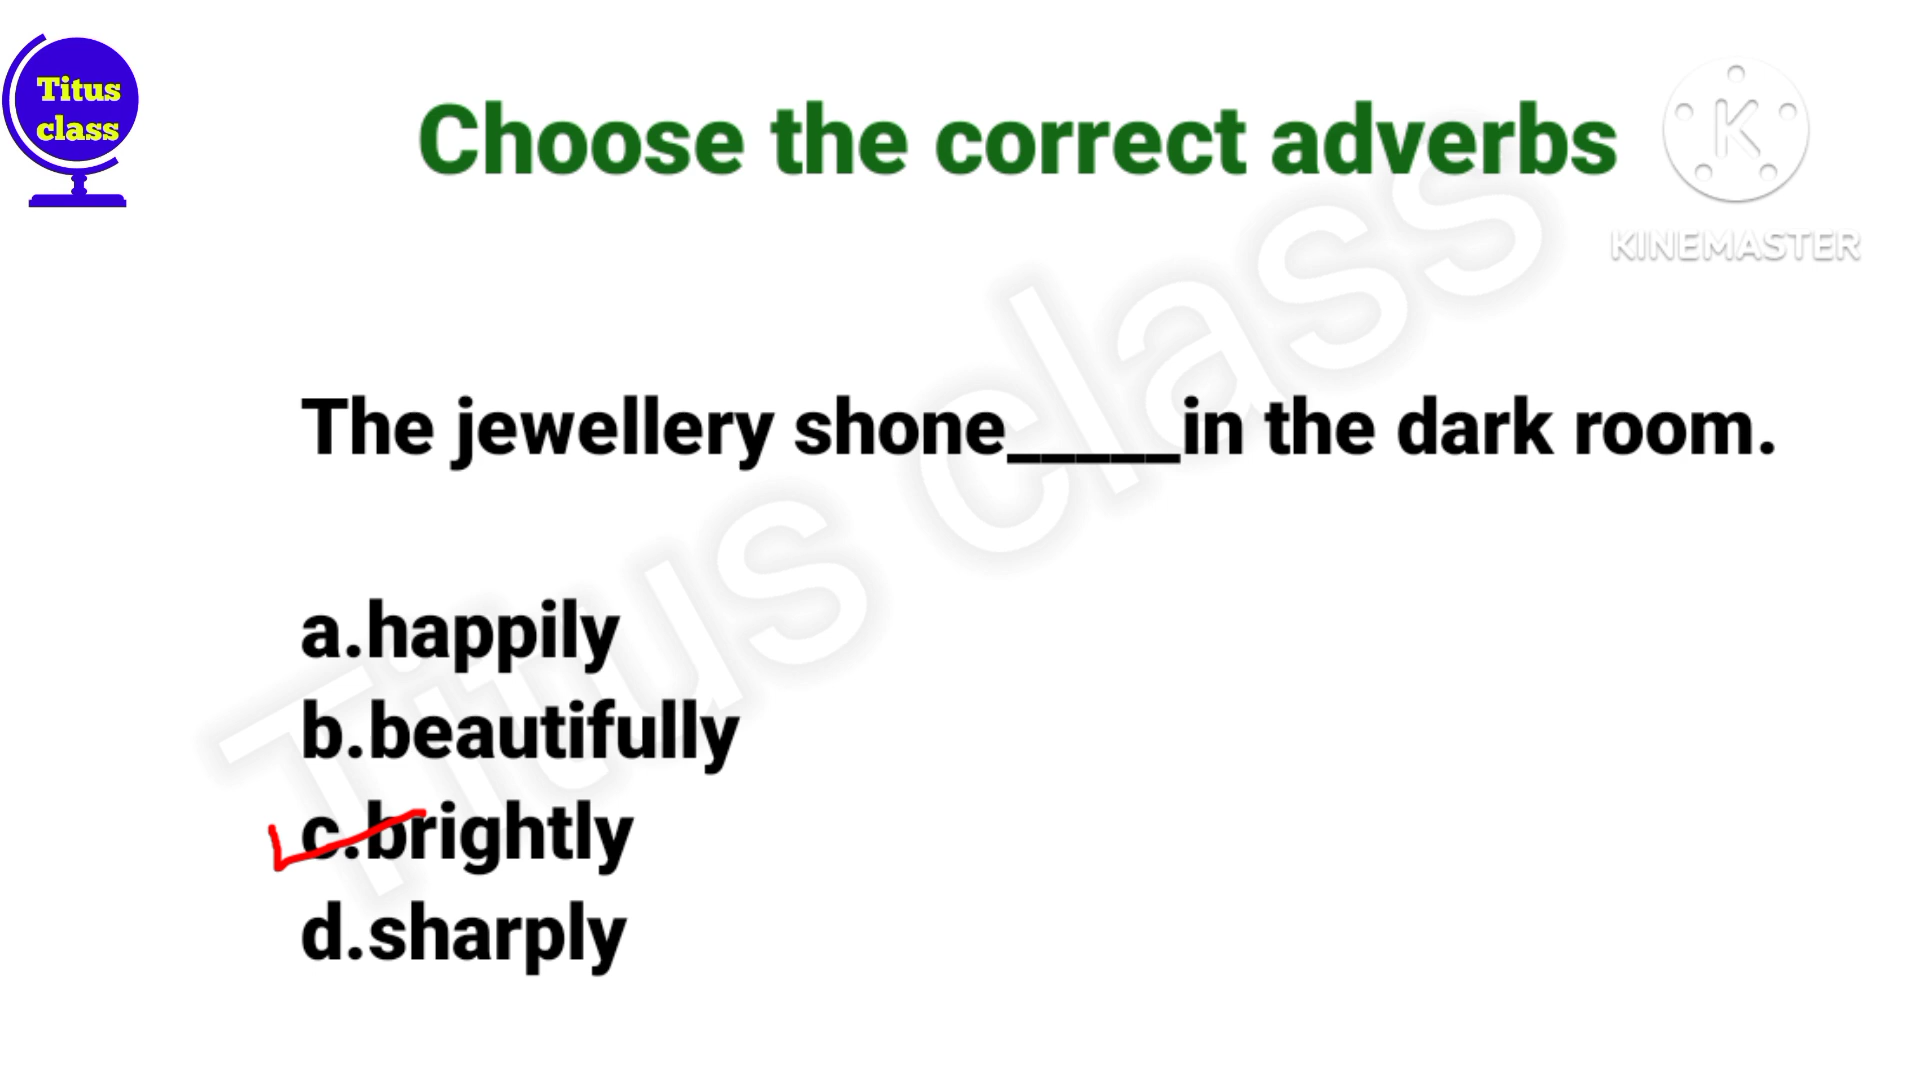 Titus
class
Choose the correct adverbs
K
KINEMASTER
The jewellery shone_____in the dark room.
Titus class
a.happily
b.beautifully
c.brightly
d.sharply